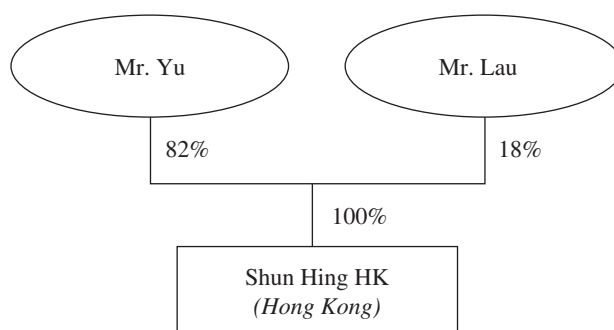 Mr. Yu
Mr. Lau
82%
18%
100%
Shun Hing HK
(Hong Kong)